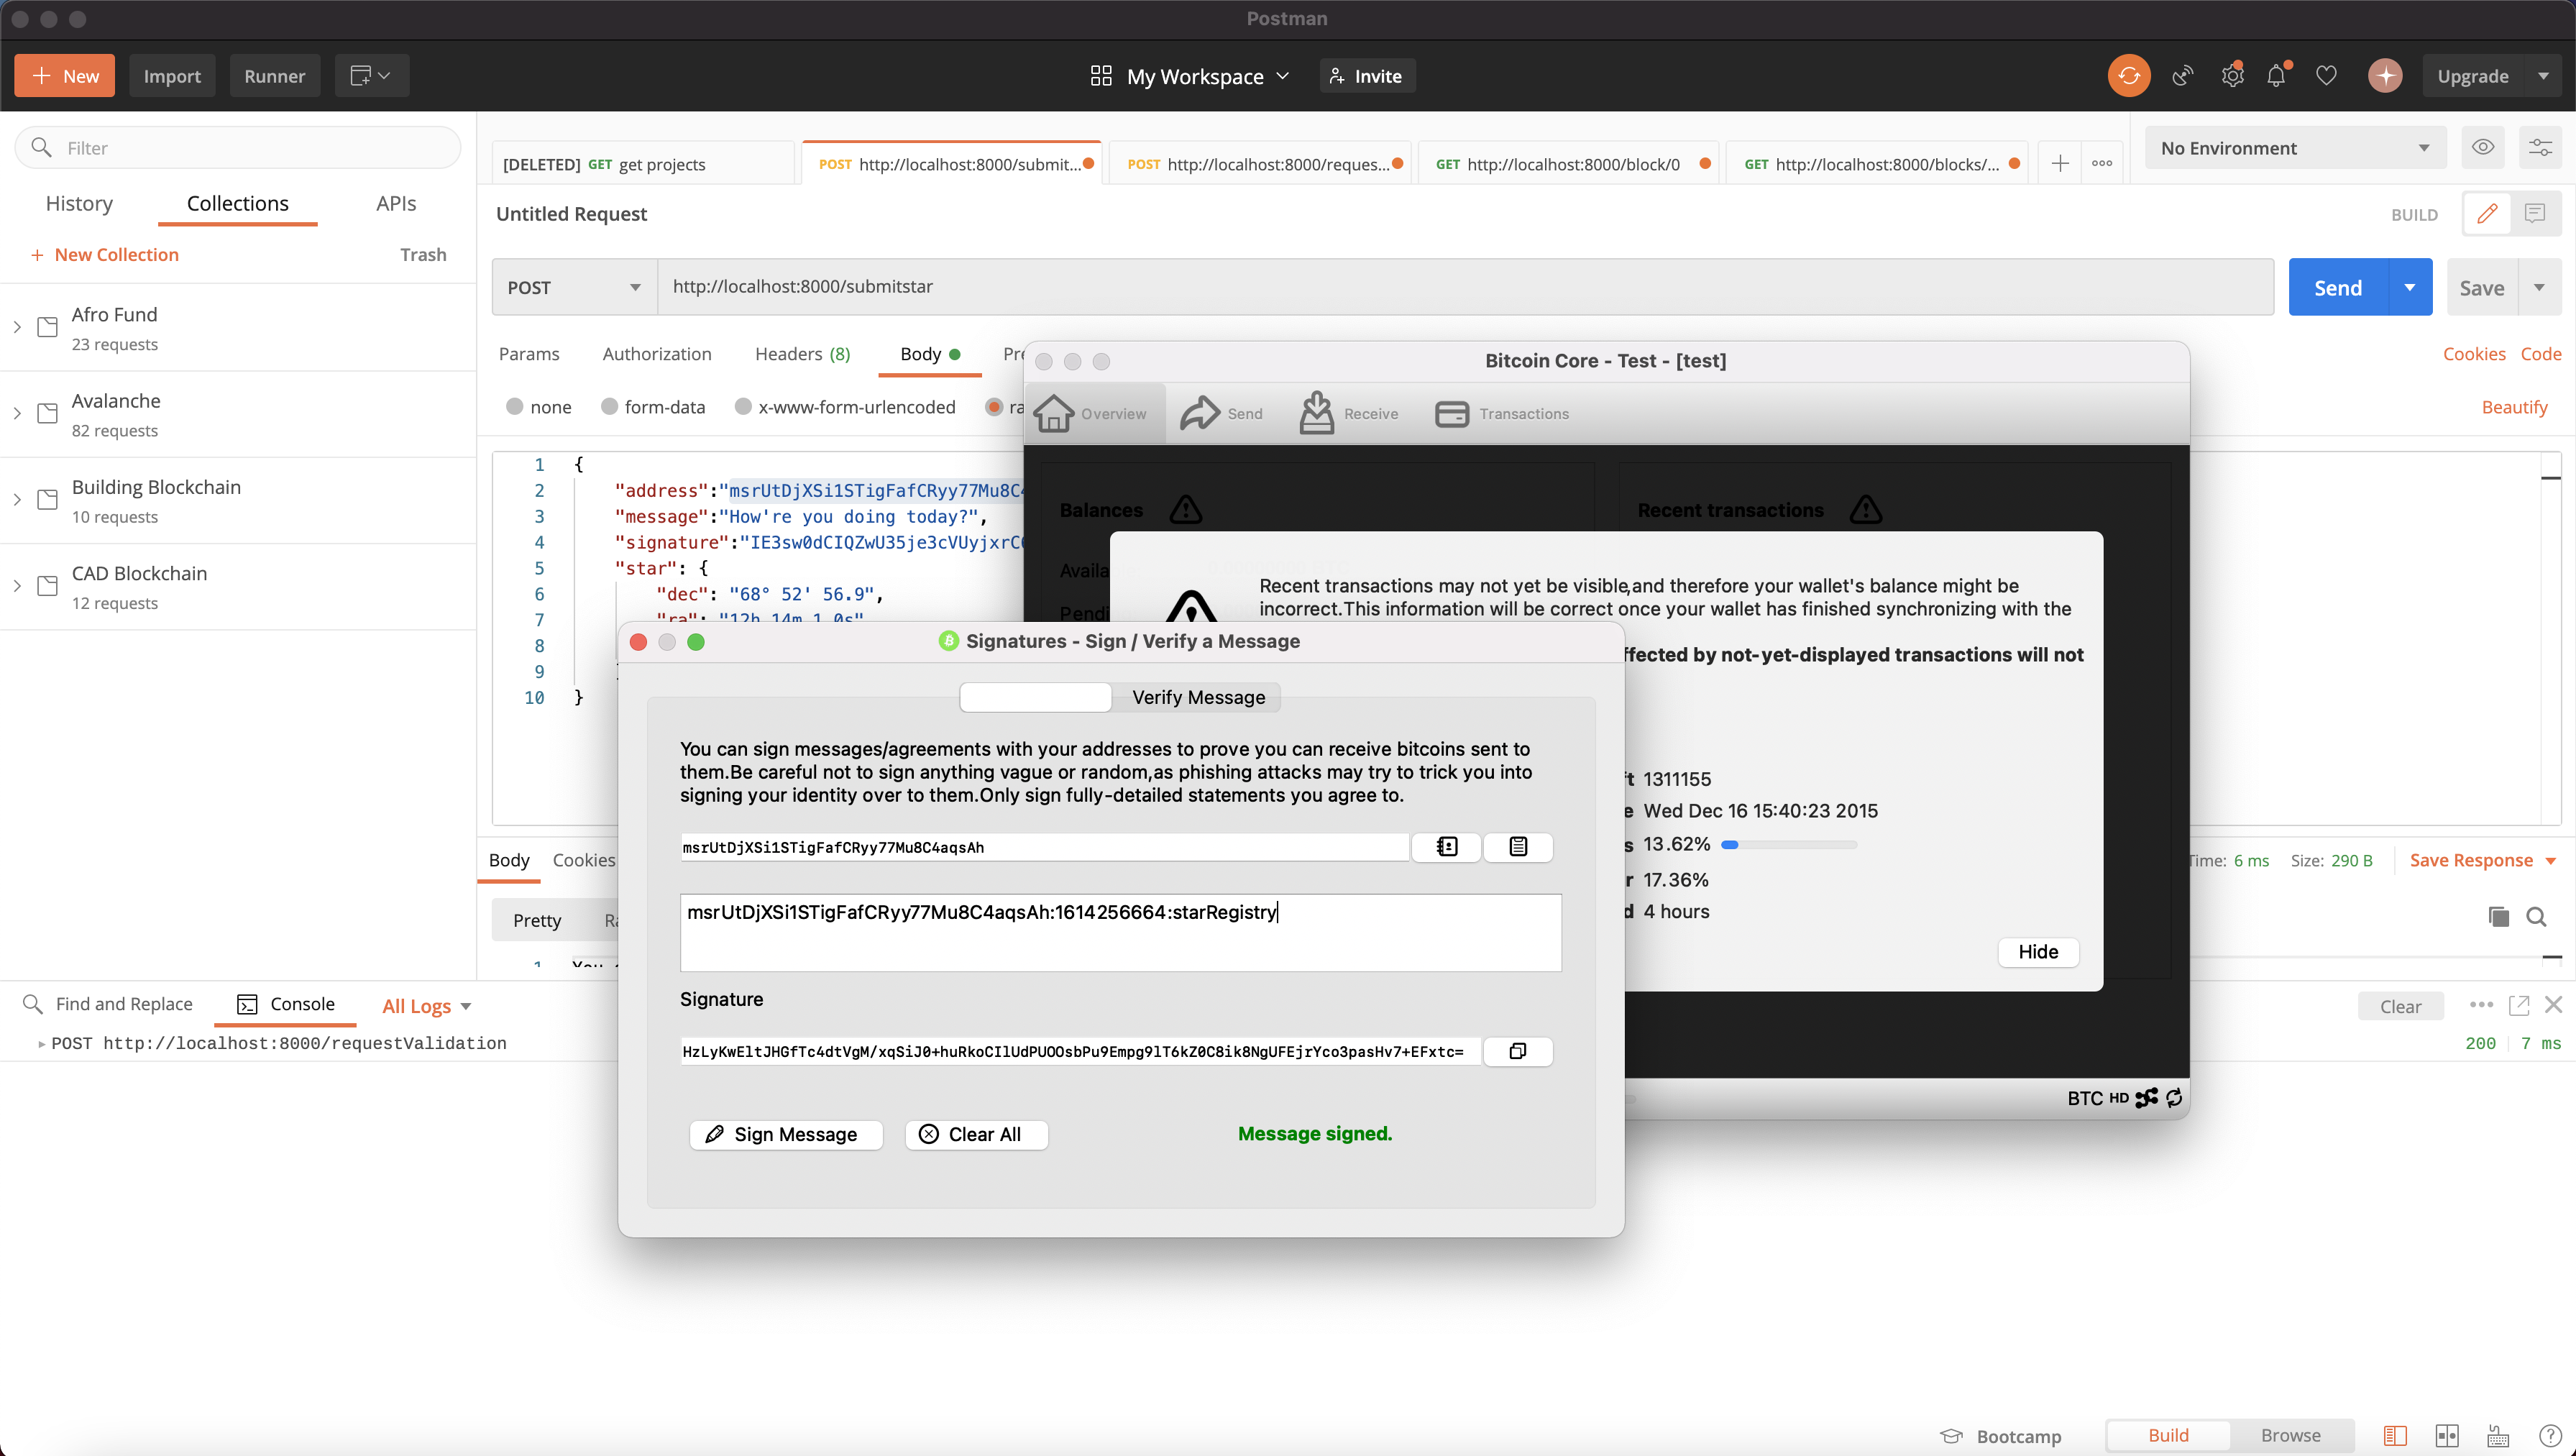 Postman
New
Import
Runner
My Workspace
Invite
Upgrade
Filter
History
Collections
APIs
+ New Collection
Trash
Afro Fund
23 requests
Avalanche
82 requests
Building Blockchain
10 requests
CAD Blockchain
12 requests
[DELETED] GET get projects
POST http://localhost:8000/submit...
POST http://localhost:8000/reques...
GET http://localhost:8000/block/0
GET http://localhost:8000/blocks/...
No Environment
Untitled Request
BUILD
POST
http://localhost:8000/submitstar
Send
Save
Params
Authorization
Headers (8)
Body
Cookies
Code
none
form-data
x-www-form-urlencoded
Beautify
1 {
2 "address":"msrUtDjXSi1STigFafCRyy77Mu8C4
3 "message":"How're you doing today?",
4 "signature":"IE3sw0dCIQZwU35je3cVUyjxrC
5 "star": {
6 "dec": "68° 52' 56.9",
7 "ra": "12h 14m 1.0s"
8
9
10 }
Bitcoin Core - Test - [test]
Overview
Send
Receive
Transactions
Balances
Recent transactions
Recent transactions may not yet be visible,and therefore your wallet's balance might be
incorrect.This information will be correct once your wallet has finished synchronizing with the
by not-yet-displayed transactions will not
1311155
Wed Dec 16 15:40:23 2015
13.62%
17.36%
4 hours
Hide
BTC HD
Signatures - Sign / Verify a Message
Verify Message
You can sign messages/agreements with your addresses to prove you can receive bitcoins sent to
them.Be careful not to sign anything vague or random,as phishing attacks may try to trick you into
signing your identity over to them.Only sign fully-detailed statements you agree to.
msrUtDjXSi1STigFafCRyy77Mu8C4aqsAh
msrUtDjXSi1STigFafCRyy77Mu8C4aqsAh:1614256664:starRegistry
Signature
HzLyKwEltJHGfTc4dtVgM/xqSiJ0+huRkoCIlUdPUOOsbPu9Empg9lT6kZ0C8ik8NgUFEjrYco3pasHv7+EFxtc=
Sign Message
Clear All
Message signed.
Body
Cookies
Time: 6 ms
Size: 290 B
Save Response
Pretty
1
Find and Replace
Console
All Logs
Clear
POST http://localhost:8000/requestValidation
200
7 ms
Bootcamp
Build
Browse